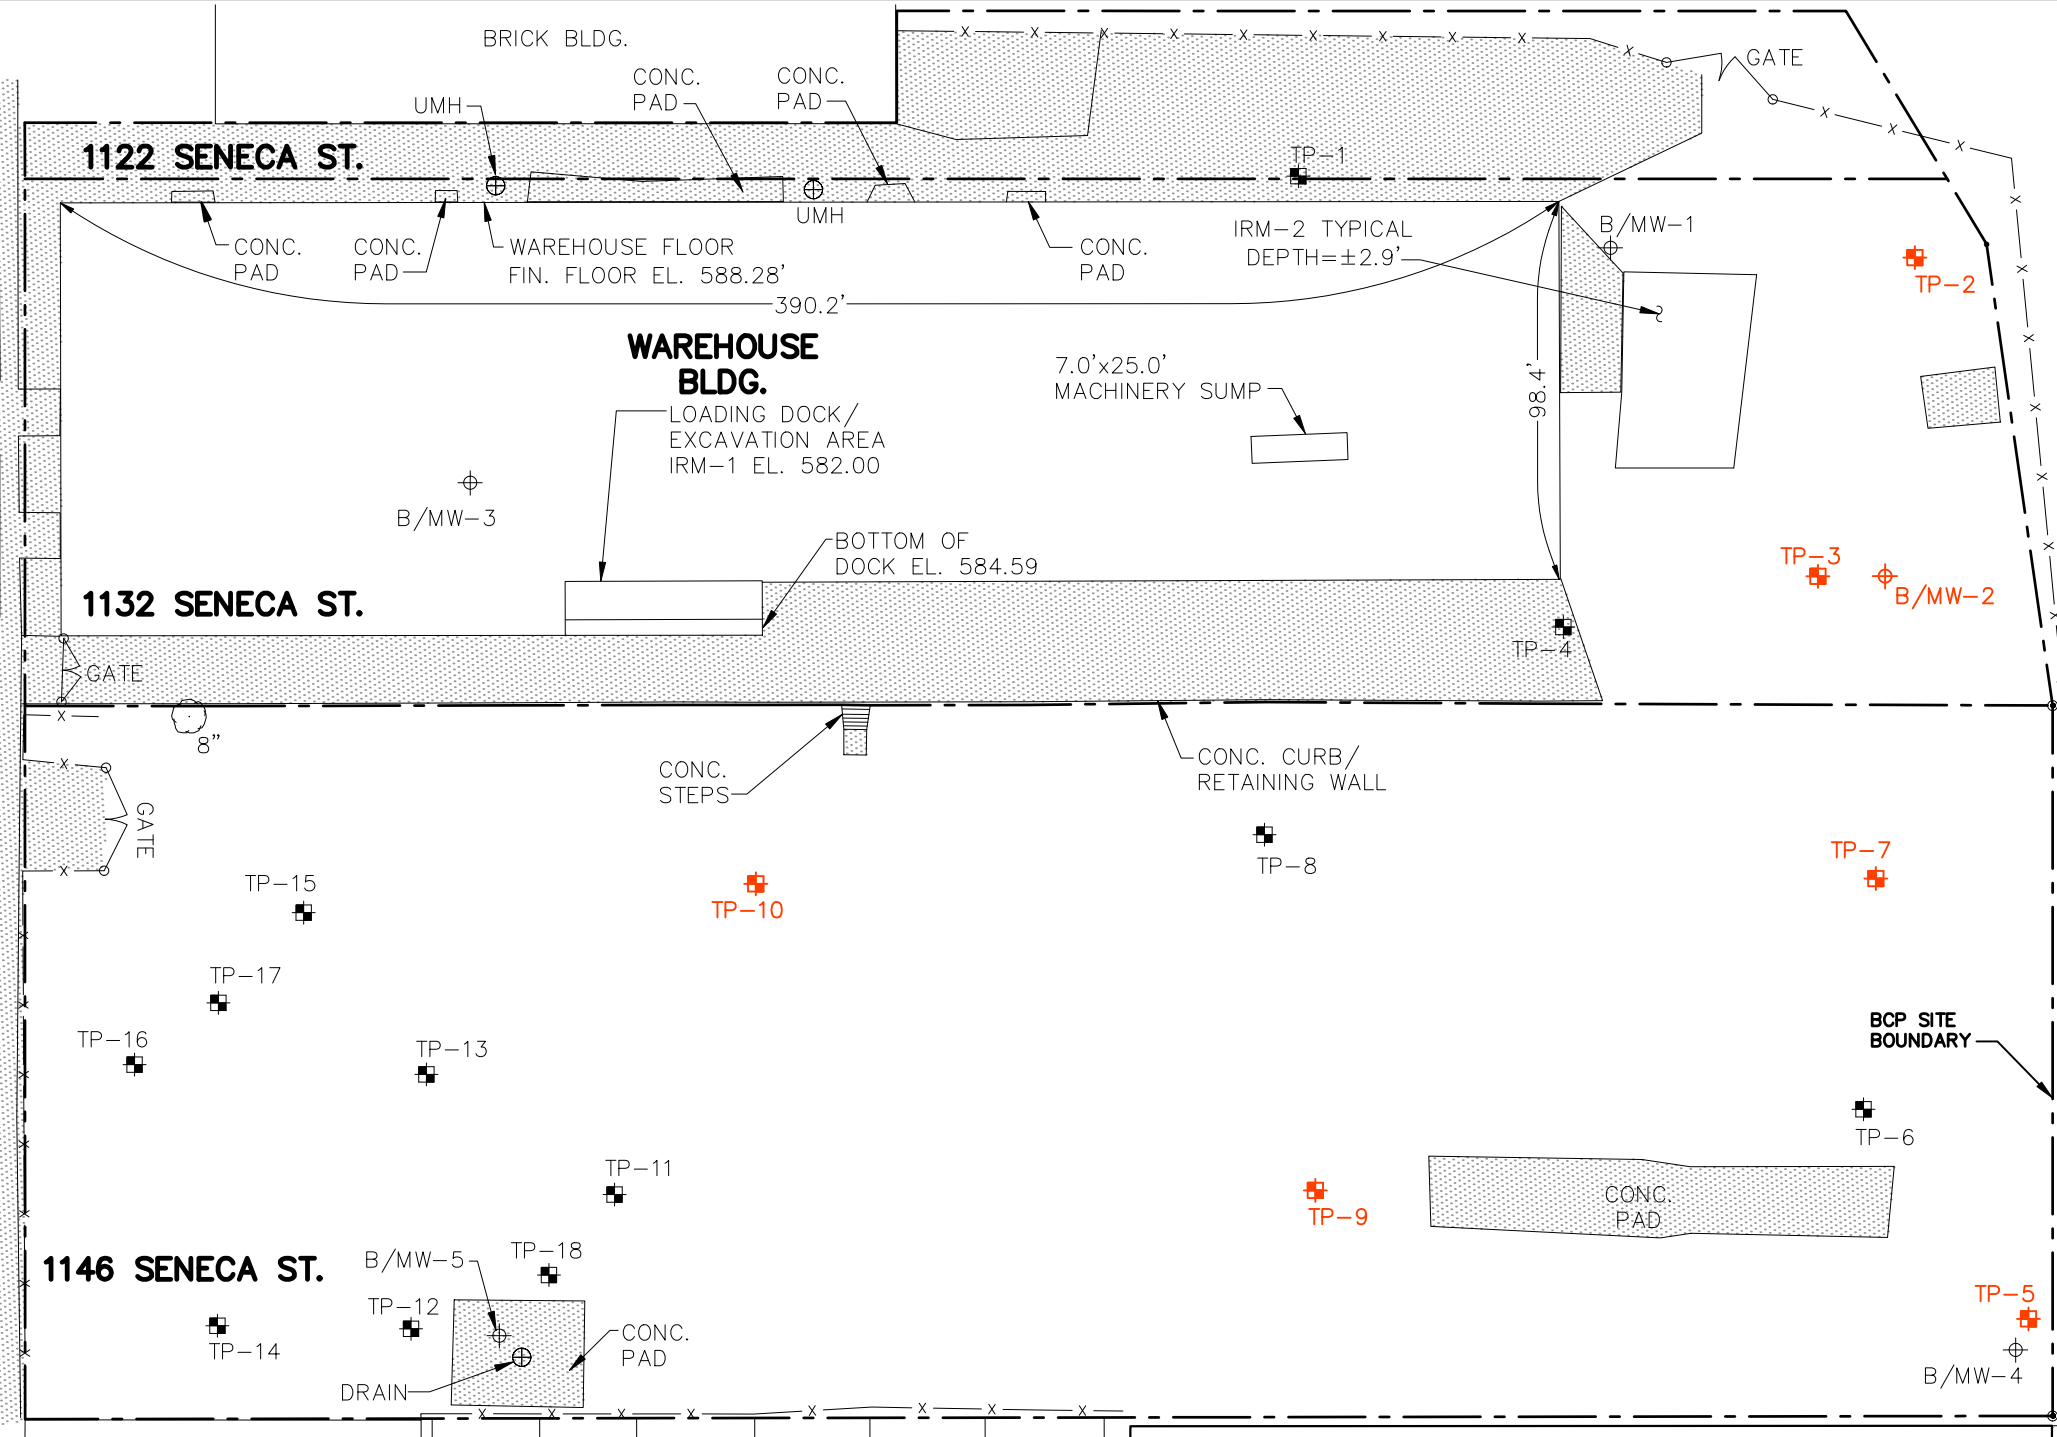 BRICK BLDG.
GATE
CONC.
PAD
CONC.
PAD
UMH
1122 SENECA ST.
TP-1
UMH
B/MW-1
IRM-2 TYPICAL
DEPTH=±2.9'
CONC.
PAD
CONC.
PAD
WAREHOUSE FLOOR
FIN. FLOOR EL. 588.28'
CONC.
PAD
TP-2
390.2'
WAREHOUSE
BLDG.
7.0'x25.0'
MACHINERY SUMP
98.4'
LOADING DOCK/
EXCAVATION AREA
IRM-1 EL. 582.00
B/MW-3
BOTTOM OF
DOCK EL. 584.59
TP-3
B/MW-2
1132 SENECA ST.
TP-4
GATE
8"
CONC.
STEPS
CONC. CURB/
RETAINING WALL
GATE
TP-8
TP-7
TP-15
TP-10
TP-17
TP-16
TP-13
BCP SITE
BOUNDARY
TP-6
TP-11
CONC.
PAD
TP-9
TP-18
B/MW-5
1146 SENECA ST.
TP-5
TP-12
CONC.
PAD
TP-14
DRAIN
B/MW-4